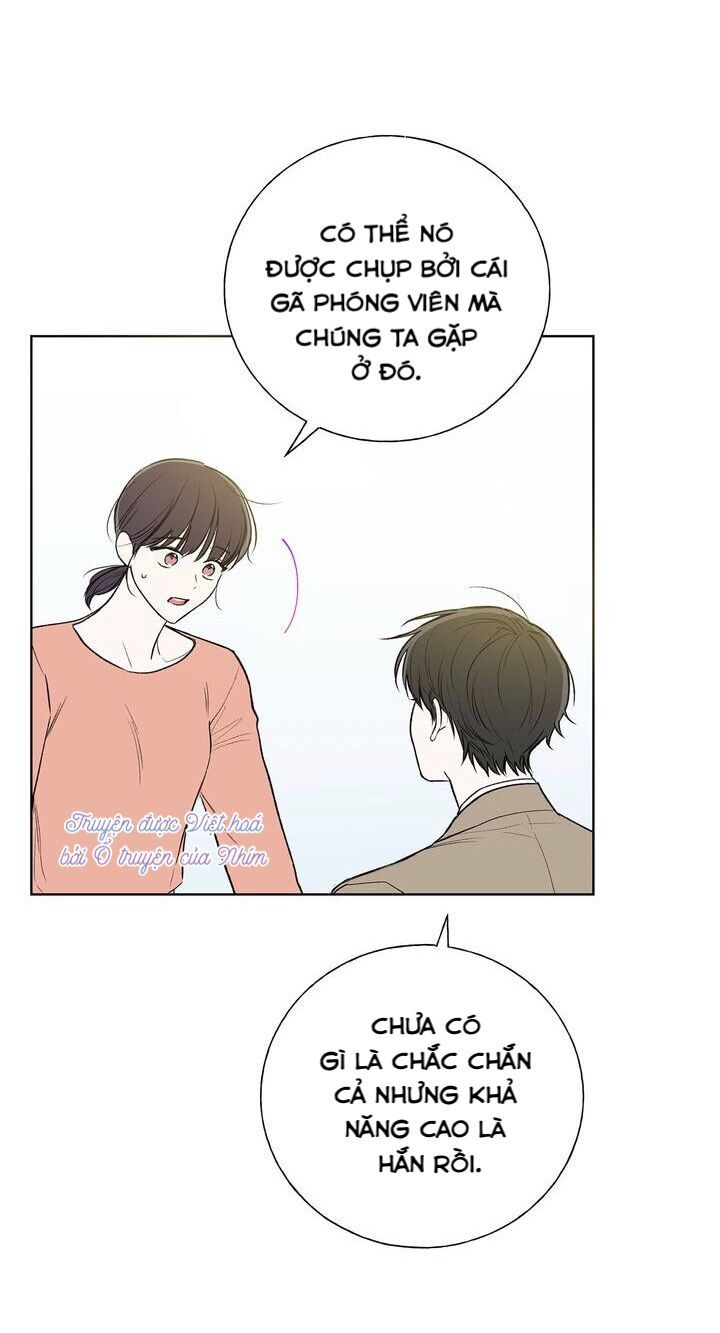 CÓ THỂ NÓ
ĐƯỢC CHỤP BỞI CÁI
GÃ PHÓNG VIÊN MÀ
CHÚNG TA GẶP
Ở ĐÓ.
Truyện được Việt hoá
bởi Ổ truyện của Nhím
CHƯA CÓ
GÌ LÀ CHẮC CHẮN
CẢ NHƯNG KHẢ
NĂNG CAO LÀ
HẮN RỒI.